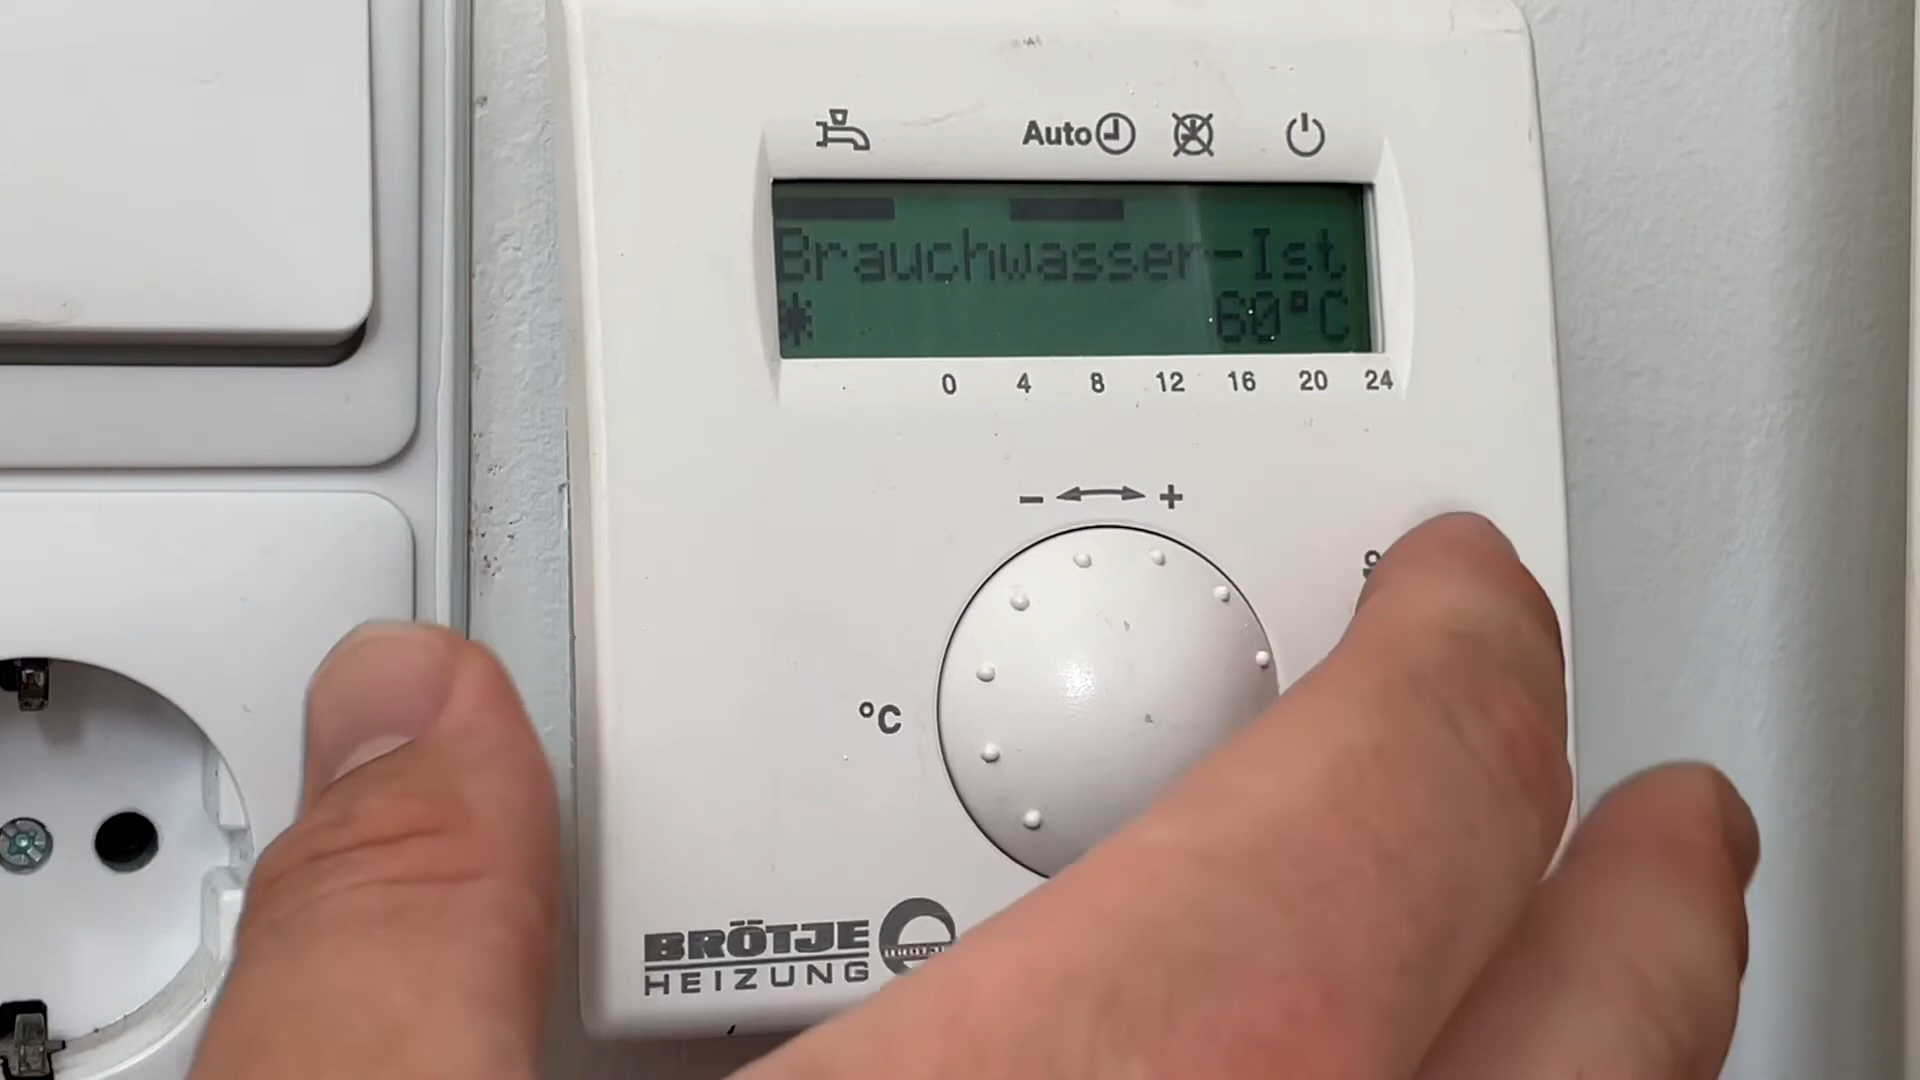 Auto
Brauchwasser-Ist
* 60°C
0 4 8 12 16 20 24
- +
°C
BRÖTJE
HEIZUNG